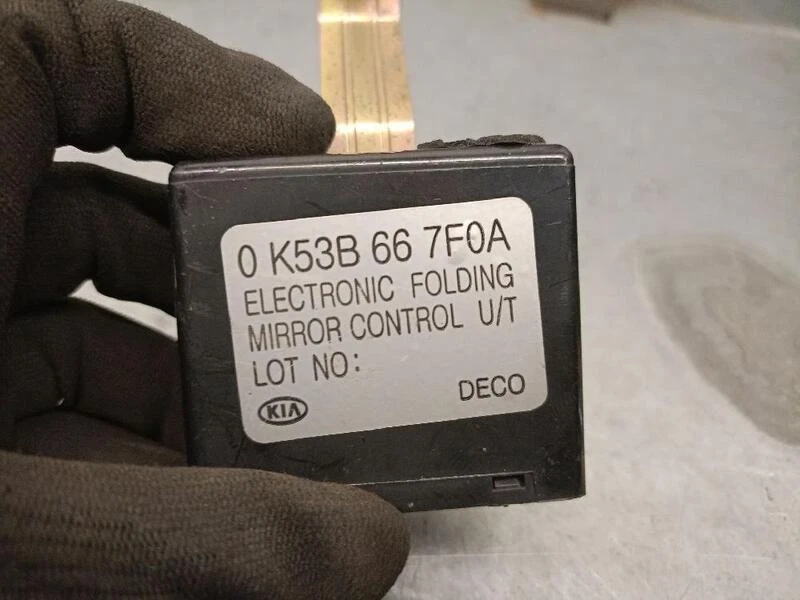 0 K53B 66 7F0A
ELECTRONIC FOLDING
MIRROR CONTROL U/T
LOT NO:
KIA DECO